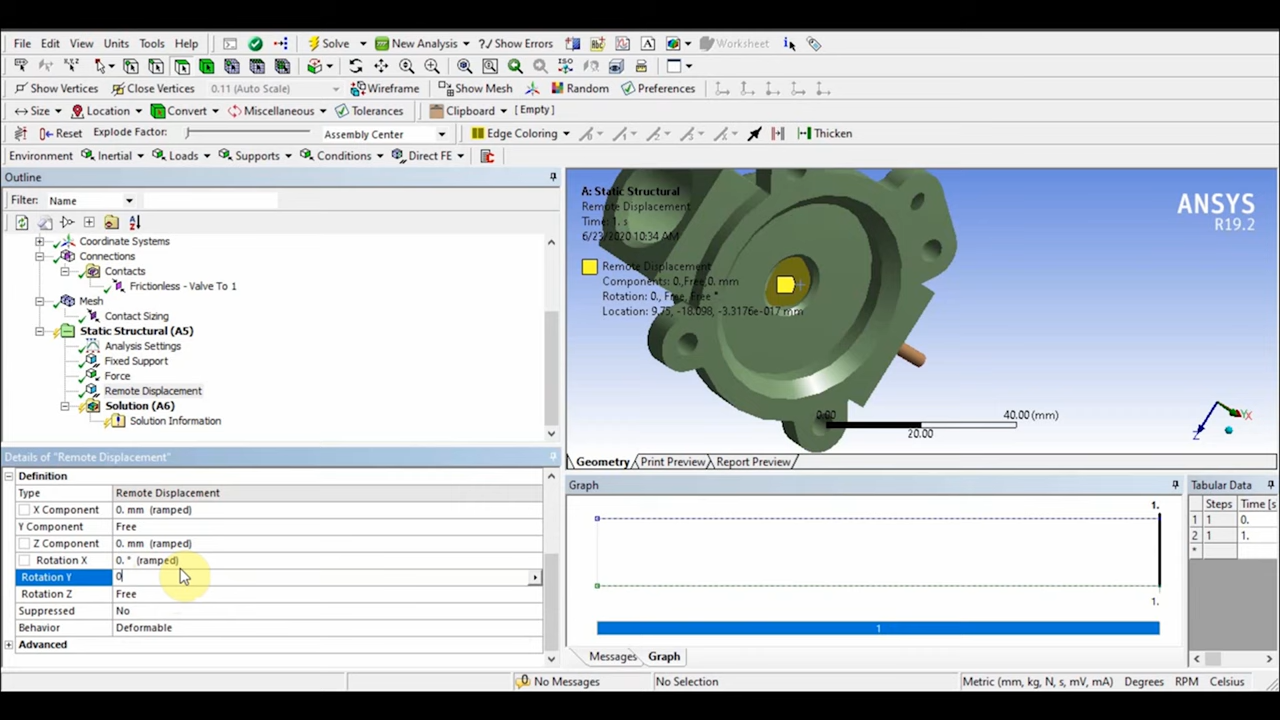 File Edit View Units Tools Help Solve New Analysis ?/ Show Errors A Worksheet i
Show Vertices Close Vertices 0.11 (Auto Scale) Wireframe Show Mesh Random Preferences
Size Location Convert Miscellaneous Tolerances Clipboard [ Empty ]
Reset Explode Factor: Assembly Center Edge Coloring Thicken
Environment Inertial Loads Supports Conditions Direct FE
Outline
Filter: Name
Coordinate Systems
Connections
Contacts
Frictionless - Valve To 1
Mesh
Contact Sizing
Static Structural (A5)
Analysis Settings
Fixed Support
Force
Remote Displacement
Solution (A6)
Solution Information
Details of "Remote Displacement"
Definition
Type Remote Displacement
X Component 0. mm (ramped)
Y Component Free
Z Component 0. mm (ramped)
Rotation X 0. ° (ramped)
Rotation Y 0
Rotation Z Free
Suppressed No
Behavior Deformable
Advanced
A: Static Structural
Remote Displacement
Time: 1. s
6/23/2020 10:34 AM
Remote Displacement
Components: 0.,Free,0. mm
Rotation: 0., Free, Free °
Location: 9.75, -18.098, -3.3176e-017 mm
ANSYS
R19.2
0.00 40.00 (mm)
20.00
X
Z
Geometry Print Preview Report Preview
Graph
1.
1.
1
Messages Graph
Tabular Data
Steps Time [s
1 1 0.
2 1 1.
*
0 No Messages No Selection Metric (mm, kg, N, s, mV, mA) Degrees RPM Celsius